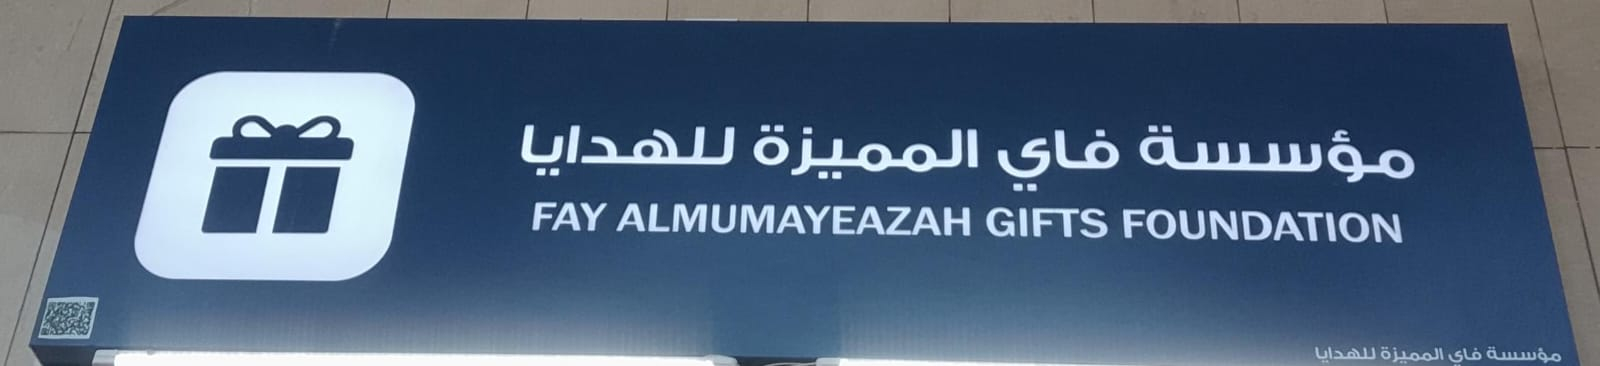 مؤسسة فاي المميزة للهدايا
FAY ALMUMAYEAZAH GIFTS FOUNDATION
مؤسسة فاي المميزة للهدايا